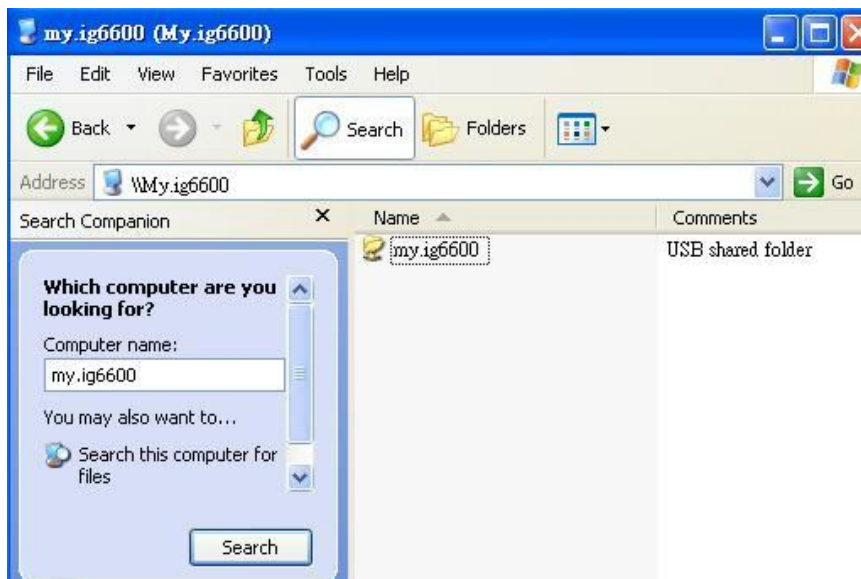 my.ig6600 (My.ig6600)
File Edit View Favorites Tools Help
Back Search Folders
Address \\My.ig6600 Go
Search Companion
Name Comments
my.ig6600 USB shared folder
Which computer are you
looking for?
Computer name:
my.ig6600
You may also want to...
Search this computer for
files
Search